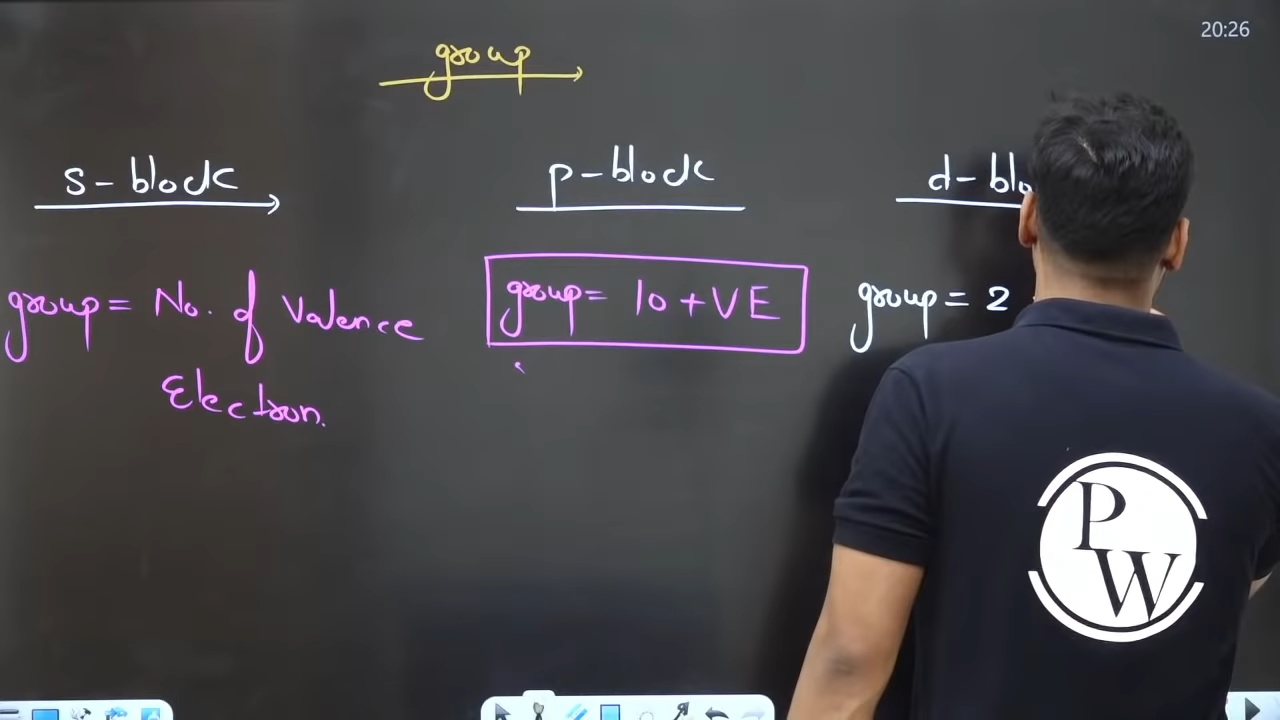 20:26
group
s-block
group = No. of Valence
Electron.
p-block
group = 10 + VE
d-blo
group = 2
PW